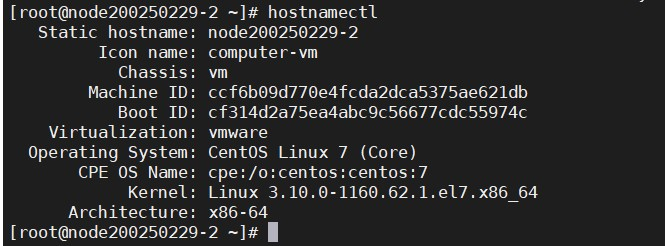 [root@node200250229-2 ~]# hostnamectl
Static hostname: node200250229-2
Icon name: computer-vm
Chassis: vm
Machine ID: ccf6b09d770e4fcda2dca5375ae621db
Boot ID: cf314d2a75ea4abc9c56677cdc55974c
Virtualization: vmware
Operating System: CentOS Linux 7 (Core)
CPE OS Name: cpe:/o:centos:centos:7
Kernel: Linux 3.10.0-1160.62.1.el7.x86_64
Architecture: x86-64
[root@node200250229-2 ~]#